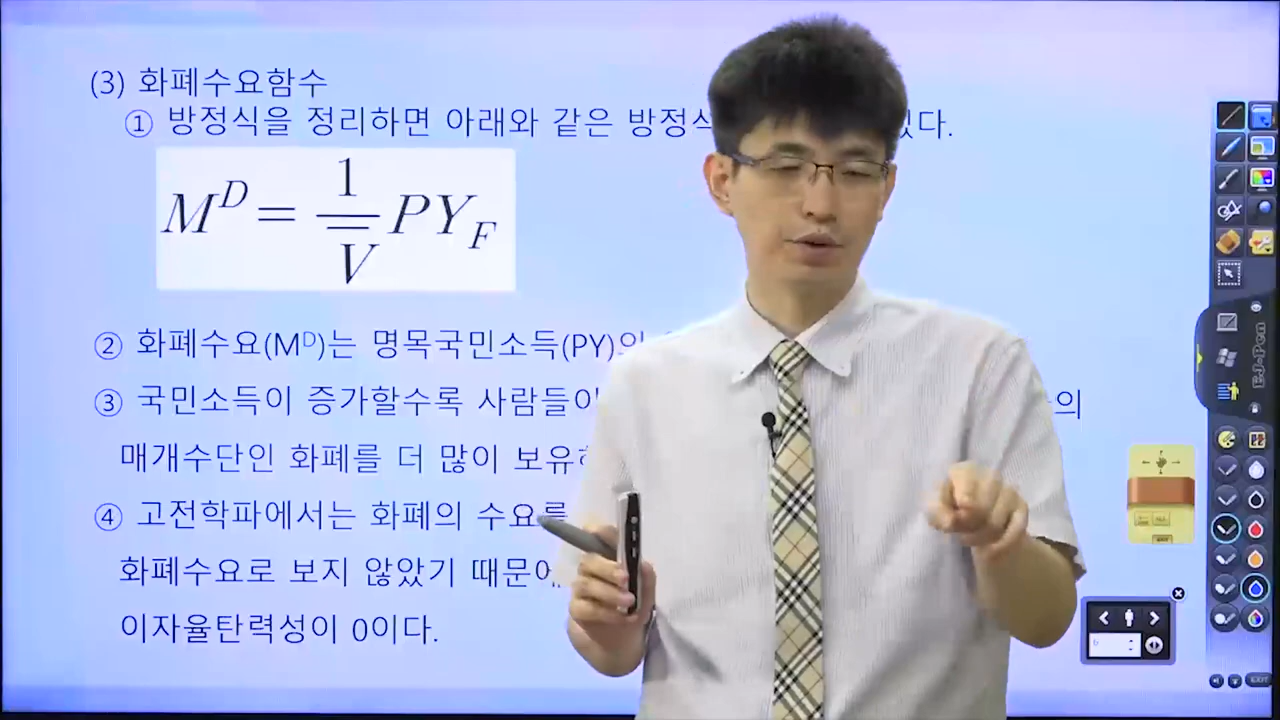 (3) 화폐수요함수
① 방정식을 정리하면 아래와 같은 방정식 있다.
M^D = 1/V̅ PY_F
② 화폐수요(M^D)는 명목국민소득(PY)의
③ 국민소득이 증가할수록 사람들이 의
매개수단인 화폐를 더 많이
④ 고전학파에서는 화폐의 수요를
화폐수요로 보지 않았기 때문에
이자율탄력성이 0이다.
EJ-Pen
EXIT